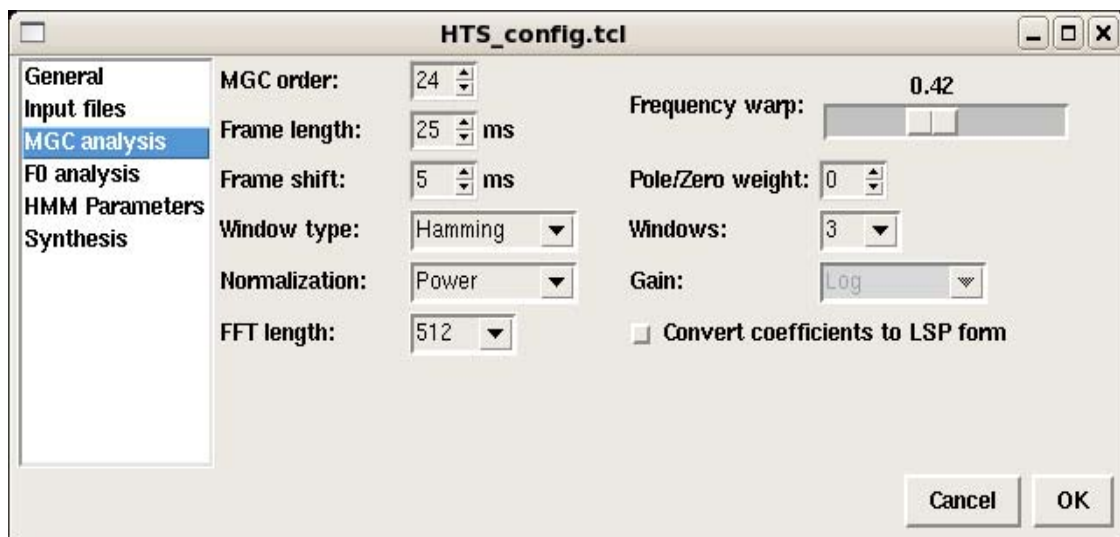 HTS_config.tcl
General
Input files
MGC analysis
F0 analysis
HMM Parameters
Synthesis
MGC order: 24
Frame length: 25 ms
Frame shift: 5 ms
Window type: Hamming
Normalization: Power
FFT length: 512
0.42
Frequency warp:
Pole/Zero weight: 0
Windows: 3
Gain: Log
Convert coefficients to LSP form
Cancel OK